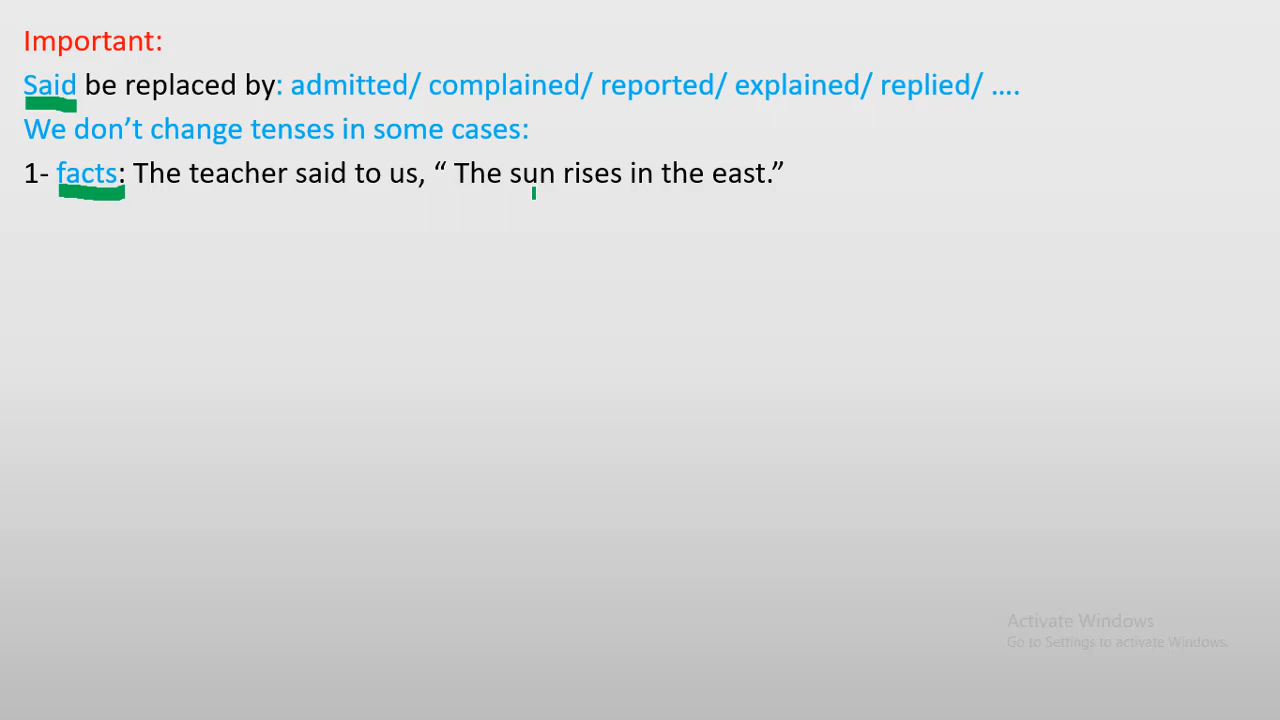 Important:
Said be replaced by: admitted/ complained/ reported/ explained/ replied/ ....
We don’t change tenses in some cases:
1- facts: The teacher said to us, “ The sun rises in the east.”
Activate Windows
Go to Settings to activate Windows.